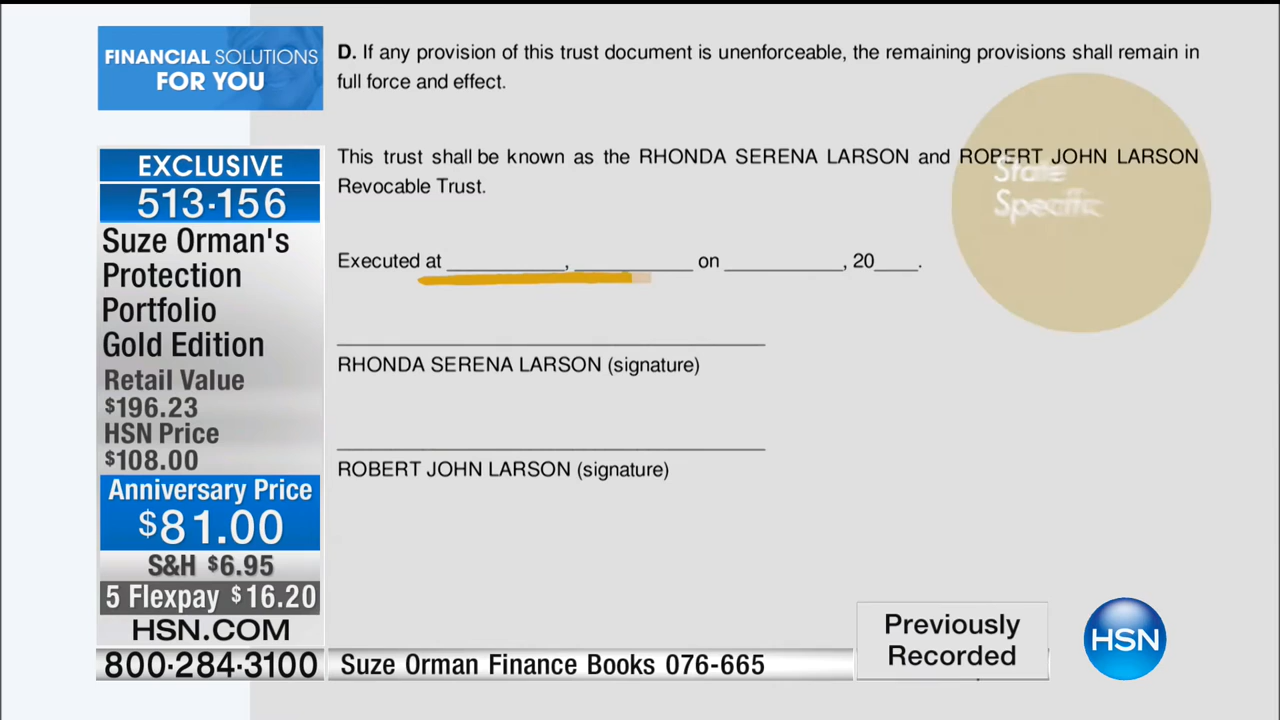 FINANCIAL SOLUTIONS
FOR YOU
EXCLUSIVE
513-156
Suze Orman's
Protection
Portfolio
Gold Edition
Retail Value
$196.23
HSN Price
$108.00
Anniversary Price
$81.00
S&H $6.95
5 Flexpay $16.20
HSN.COM
800-284-3100
D. If any provision of this trust document is unenforceable, the remaining provisions shall remain in
full force and effect.
This trust shall be known as the RHONDA SERENA LARSON and ROBERT JOHN LARSON
Revocable Trust.
State
Specific
Executed at ___________, ___________ on ___________, 20____.
RHONDA SERENA LARSON (signature)
ROBERT JOHN LARSON (signature)
Suze Orman Finance Books 076-665
Previously
Recorded
HSN